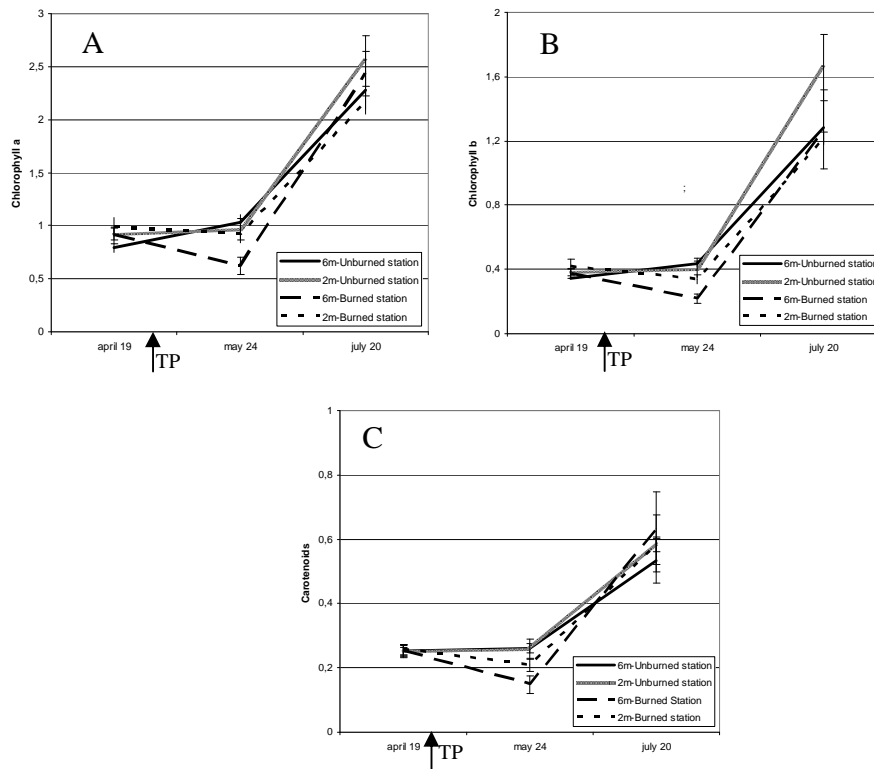 A
3
2,5
2
1,5
1
0,5
0
Chlorophyll a
6m-Unburned station
2m-Unburned station
6m-Burned station
2m-Burned station
april 19
may 24
july 20
TP
B
2
1,6
1,2
0,8
0,4
0
Chlorophyll b
;
6m-Unburned station
2m-Unburned station
6m-Burned station
2m-Burned station
april 19
may 24
july 20
TP
C
1
0,8
0,6
0,4
0,2
0
Carotenoids
6m-Unburned station
2m-Unburned station
6m-Burned Station
2m-Burned station
april 19
may 24
july 20
TP